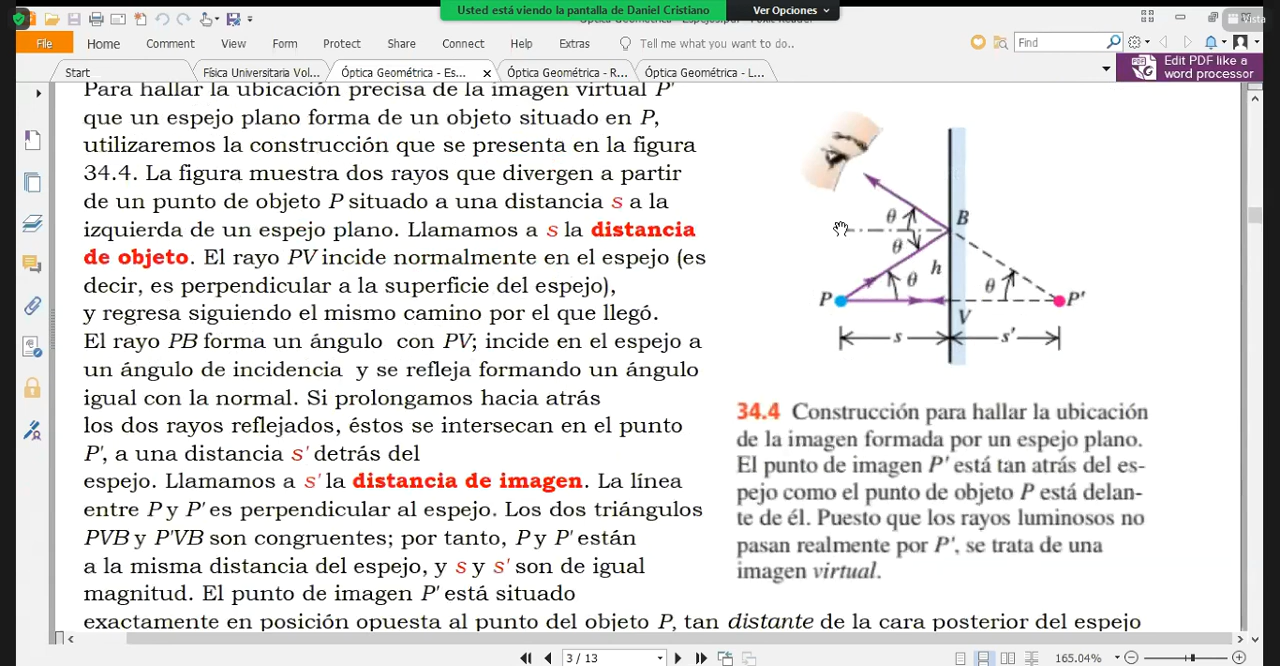 Usted está viendo la pantalla de Daniel Cristiano
Ver Opciones
Vista
File Home Comment View Form Protect Share Connect Help Extras Tell me what you want to do.. Find
Start Física Universitaria Vol... Óptica Geométrica - Es... Óptica Geométrica - R... Óptica Geométrica - L...
Edit PDF like a
word processor
Para hallar la ubicación precisa de la imagen virtual P'
que un espejo plano forma de un objeto situado en P,
utilizaremos la construcción que se presenta en la figura
34.4. La figura muestra dos rayos que divergen a partir
de un punto de objeto P situado a una distancia s a la
izquierda de un espejo plano. Llamamos a s la distancia
de objeto. El rayo PV incide normalmente en el espejo (es
decir, es perpendicular a la superficie del espejo),
y regresa siguiendo el mismo camino por el que llegó.
El rayo PB forma un ángulo con PV; incide en el espejo a
un ángulo de incidencia y se refleja formando un ángulo
igual con la normal. Si prolongamos hacia atrás
los dos rayos reflejados, éstos se intersecan en el punto
P', a una distancia s' detrás del
espejo. Llamamos a s' la distancia de imagen. La línea
entre P y P' es perpendicular al espejo. Los dos triángulos
PVB y P'VB son congruentes; por tanto, P y P' están
a la misma distancia del espejo, y s y s' son de igual
magnitud. El punto de imagen P' está situado
exactamente en posición opuesta al punto del objeto P, tan distante de la cara posterior del espejo
θ B
θ
h
θ θ
P P'
V
s s'
34.4 Construcción para hallar la ubicación
de la imagen formada por un espejo plano.
El punto de imagen P' está tan atrás del es-
pejo como el punto de objeto P está delan-
te de él. Puesto que los rayos luminosos no
pasan realmente por P', se trata de una
imagen virtual.
3 / 13
165.04%